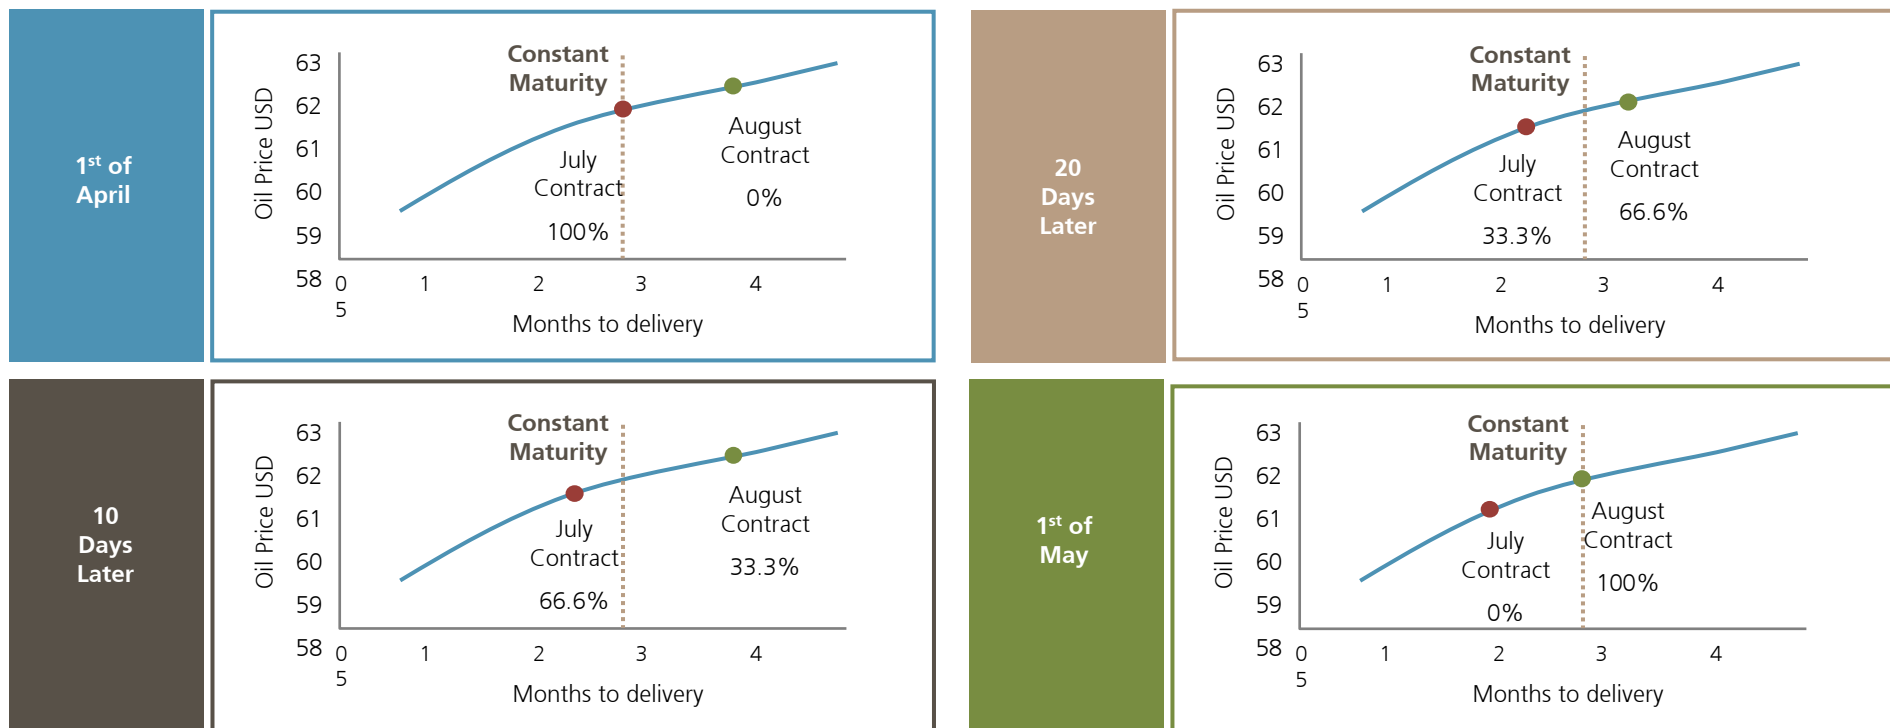 1st of
April
Constant
Maturity
63
62
61
60
59
58
Oil Price USD
July
Contract
100%
August
Contract
0%
0 1 2 3 4
5
Months to delivery
20
Days
Later
Constant
Maturity
63
62
61
60
59
58
Oil Price USD
July
Contract
33.3%
August
Contract
66.6%
0 1 2 3 4
5
Months to delivery
10
Days
Later
Constant
Maturity
63
62
61
60
59
58
Oil Price USD
July
Contract
66.6%
August
Contract
33.3%
0 1 2 3 4
5
Months to delivery
1st of
May
Constant
Maturity
63
62
61
60
59
58
Oil Price USD
July
Contract
0%
August
Contract
100%
0 1 2 3 4
5
Months to delivery